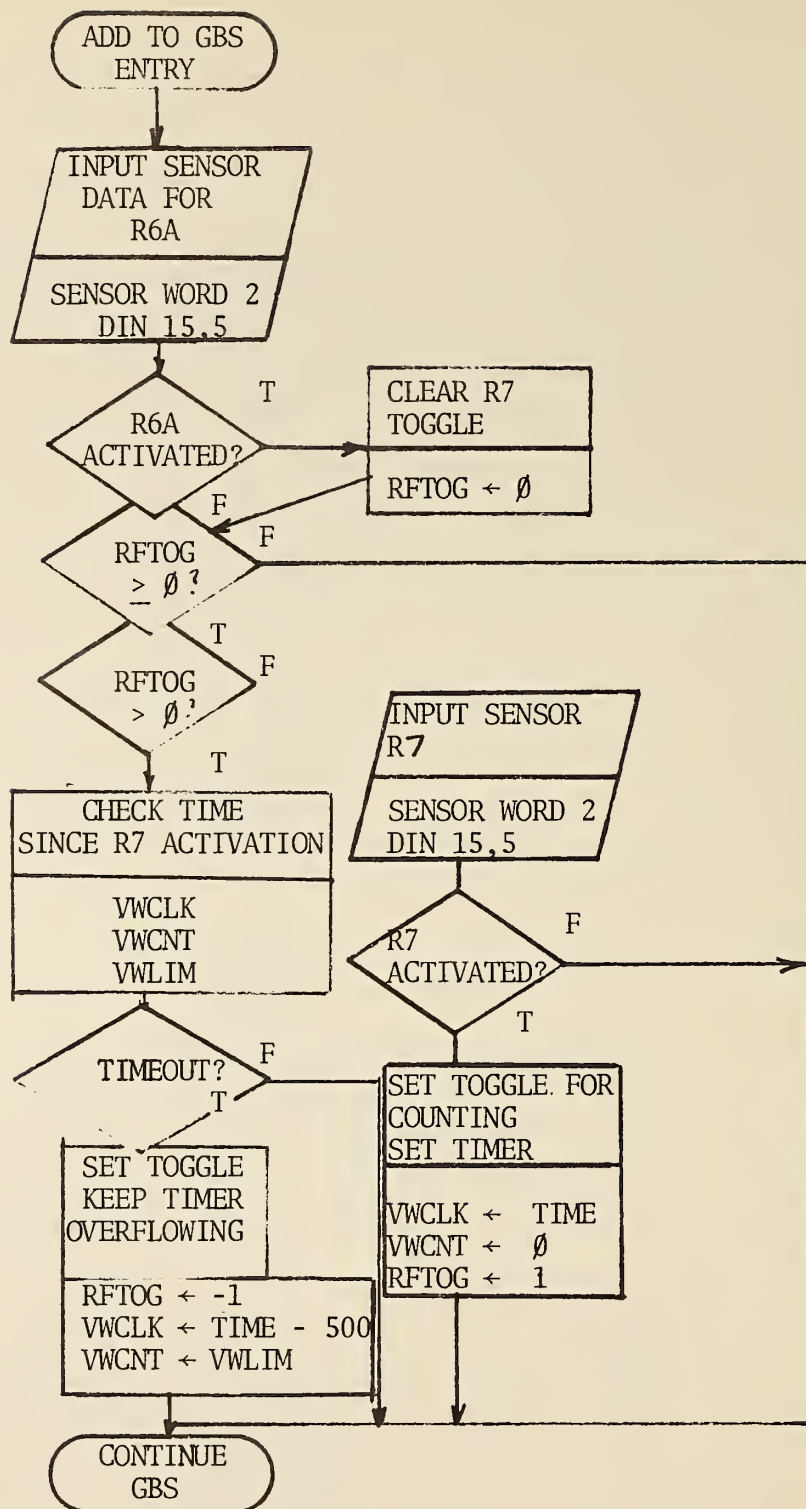 ADD TO GBS
ENTRY
INPUT SENSOR
DATA FOR
R6A
SENSOR WORD 2
DIN 15,5
R6A
ACTIVATED?
T
F
CLEAR R7
TOGGLE
RFTOG ← Ø
RFTOG
≥ Ø?
F
T
RFTOG
> Ø?
F
T
CHECK TIME
SINCE R7 ACTIVATION
VWCLK
VWCNT
VWLIM
TIMEOUT?
F
T
SET TOGGLE
KEEP TIMER
OVERFLOWING
RFTOG ← -1
VWCLK ← TIME - 500
VWCNT ← VWLIM
INPUT SENSOR
R7
SENSOR WORD 2
DIN 15,5
R7
ACTIVATED?
F
T
SET TOGGLE. FOR
COUNTING
SET TIMER
VWCLK ← TIME
VWCNT ← Ø
RFTOG ← 1
CONTINUE
GBS